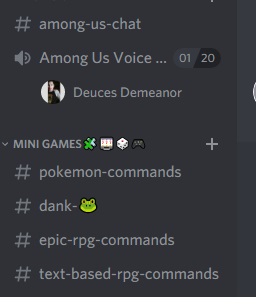 # among-us-chat
Among Us Voice ... 01 / 20
Deuces Demeanor
MINI GAMES🧩 🎴 🎲 🎮 +
# pokemon-commands
# dank-🐸
# epic-rpg-commands
# text-based-rpg-commands